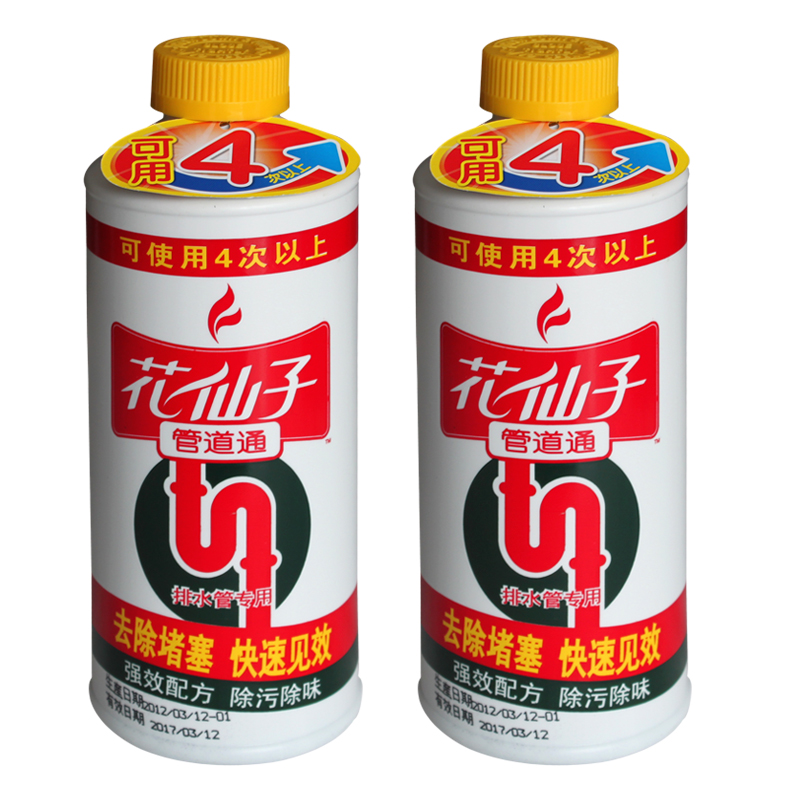 可用4次以上
可使用4次以上
花仙子
TM
管道通
排水管专用
去除堵塞 快速见效
强效配方 除污除味
生产日期2012/03/12-01
有效日期 2017/03/12
可用4次以上
可使用4次以上
花仙子
TM
管道通
排水管专用
去除堵塞 快速见效
强效配方 除污除味
生产日期2012/03/12-01
有效日期 2017/03/12